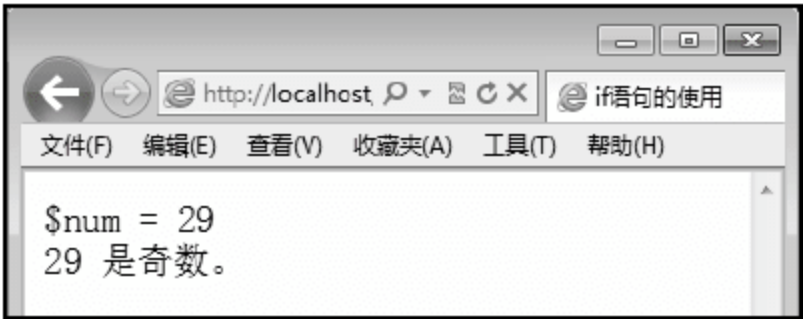 http://localhost
if语句的使用
文件(F) 编辑(E) 查看(V) 收藏夹(A) 工具(T) 帮助(H)
$num = 29
29 是奇数。